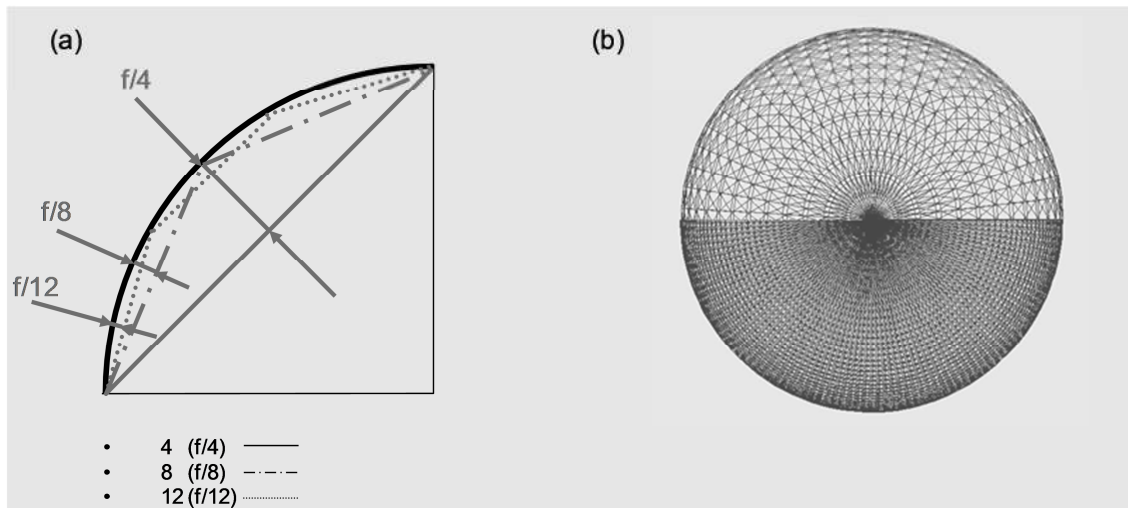 (a)
(b)
f/4
f/8
f/12
• 4 (f/4)
• 8 (f/8)
• 12 (f/12)